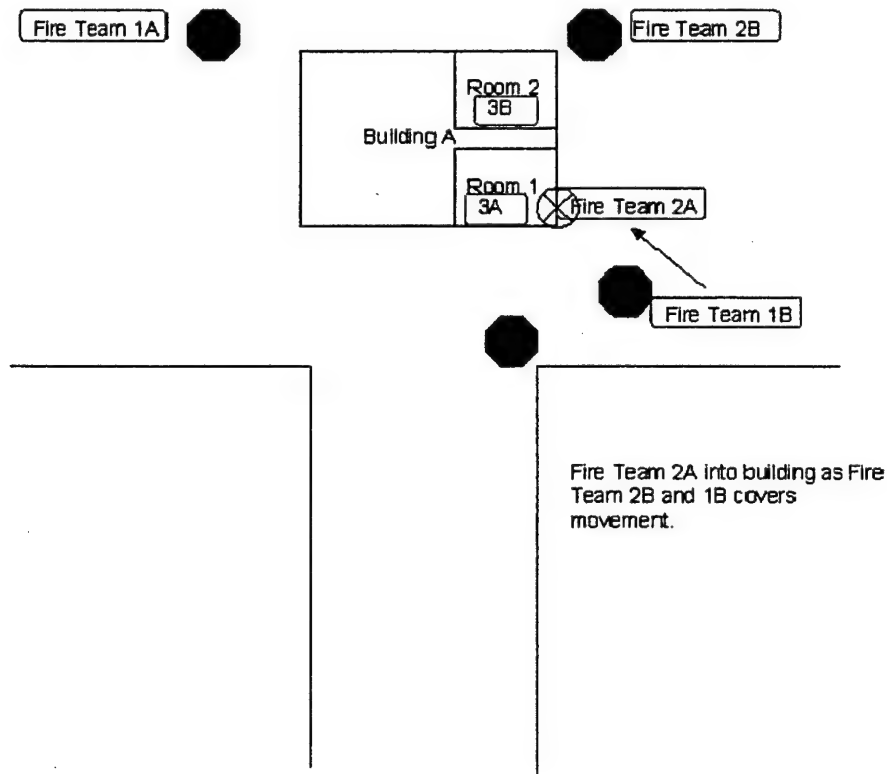 Fire Team 1A
Fire Team 2B
Room 2
3B
Building A
Room 1
3A
Fire Team 2A
Fire Team 1B
Fire Team 2A into building as Fire
Team 2B and 1B covers
movement.